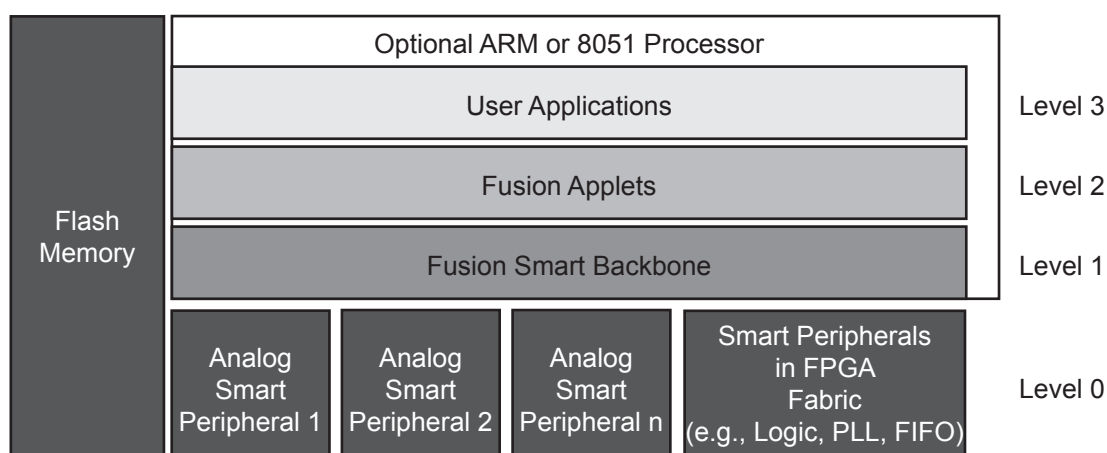 Optional ARM or 8051 Processor
User Applications
Level 3
Fusion Applets
Level 2
Flash
Memory
Fusion Smart Backbone
Level 1
Analog
Smart
Peripheral 1
Analog
Smart
Peripheral 2
Analog
Smart
Peripheral n
Smart Peripherals
in FPGA
Fabric
(e.g., Logic, PLL, FIFO)
Level 0